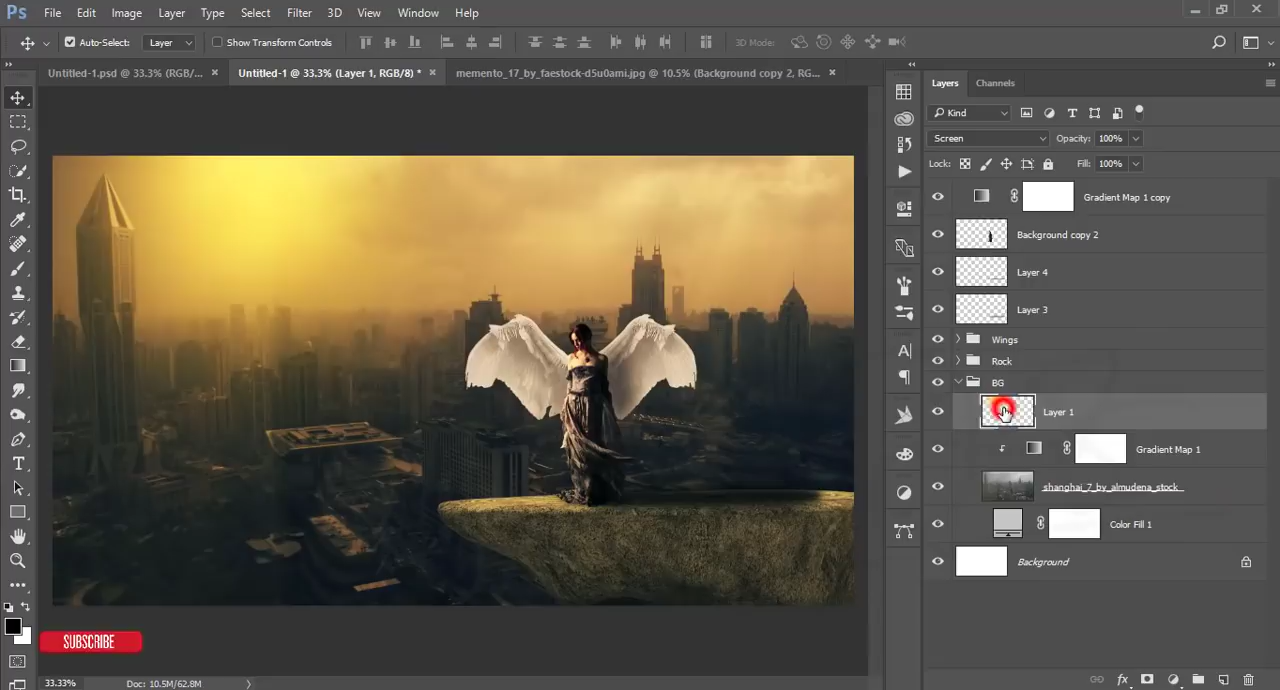 Ps File Edit Image Layer Type Select Filter 3D View Window Help
Auto-Select: Layer Show Transform Controls 3D Mode:
Untitled-1.psd @ 33.3% (RGB/... × Untitled-1 @ 33.3% (Layer 1, RGB/8) * × memento_17_by_faestock-d5u0ami.jpg @ 10.5% (Background copy 2, RG... ×
Layers Channels
Kind
Screen Opacity: 100%
Lock: Fill: 100%
Gradient Map 1 copy
Background copy 2
Layer 4
Layer 3
Wings
Rock
BG
Layer 1
Gradient Map 1
shanghai_7_by_almudena_stock
Color Fill 1
Background
SUBSCRIBE
33.33% Doc: 10.5M/62.8M
fx